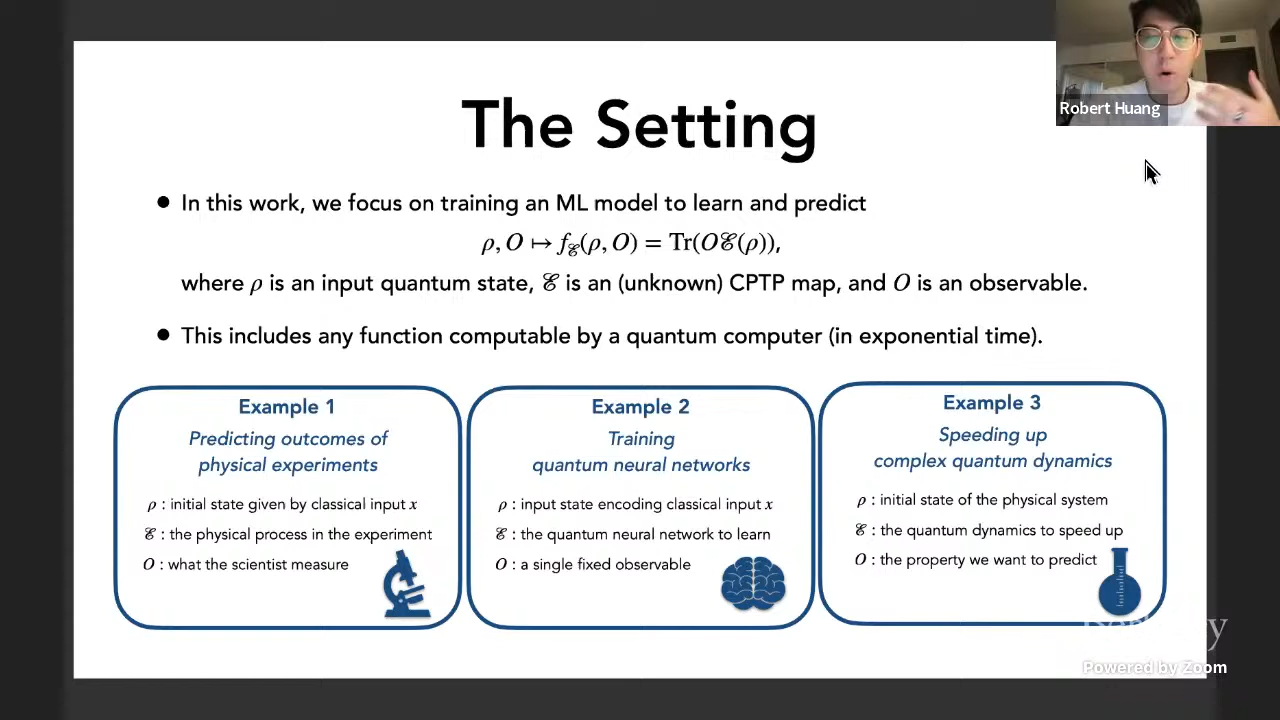 Robert Huang
The Setting
● In this work, we focus on training an ML model to learn and predict
ρ, O ↦ f_ℰ(ρ, O) = Tr(Oℰ(ρ)),
where ρ is an input quantum state, ℰ is an (unknown) CPTP map, and O is an observable.
● This includes any function computable by a quantum computer (in exponential time).
Example 1
Predicting outcomes of
physical experiments
ρ : initial state given by classical input x
ℰ : the physical process in the experiment
O : what the scientist measure
Example 2
Training
quantum neural networks
ρ : input state encoding classical input x
ℰ : the quantum neural network to learn
O : a single fixed observable
Example 3
Speeding up
complex quantum dynamics
ρ : initial state of the physical system
ℰ : the quantum dynamics to speed up
O : the property we want to predict
Powered by Zoom